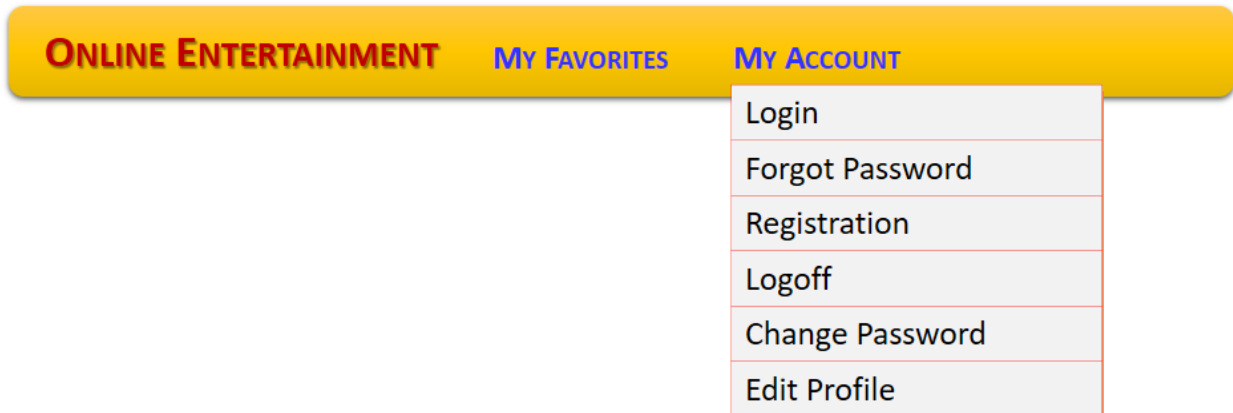 ONLINE ENTERTAINMENT MY FAVORITES MY ACCOUNT
Login
Forgot Password
Registration
Logoff
Change Password
Edit Profile